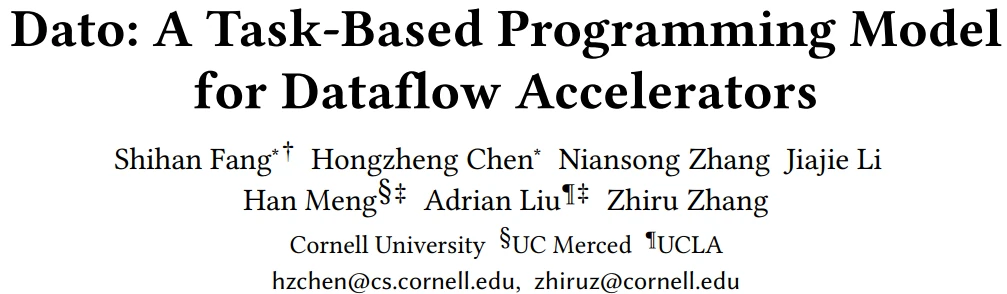 Dato: A Task-Based Programming Model
for Dataflow Accelerators
Shihan Fang*† Hongzheng Chen* Niansong Zhang Jiajie Li
Han Meng§‡ Adrian Liu¶‡ Zhiru Zhang
Cornell University §UC Merced ¶UCLA
hzchen@cs.cornell.edu, zhiruz@cornell.edu